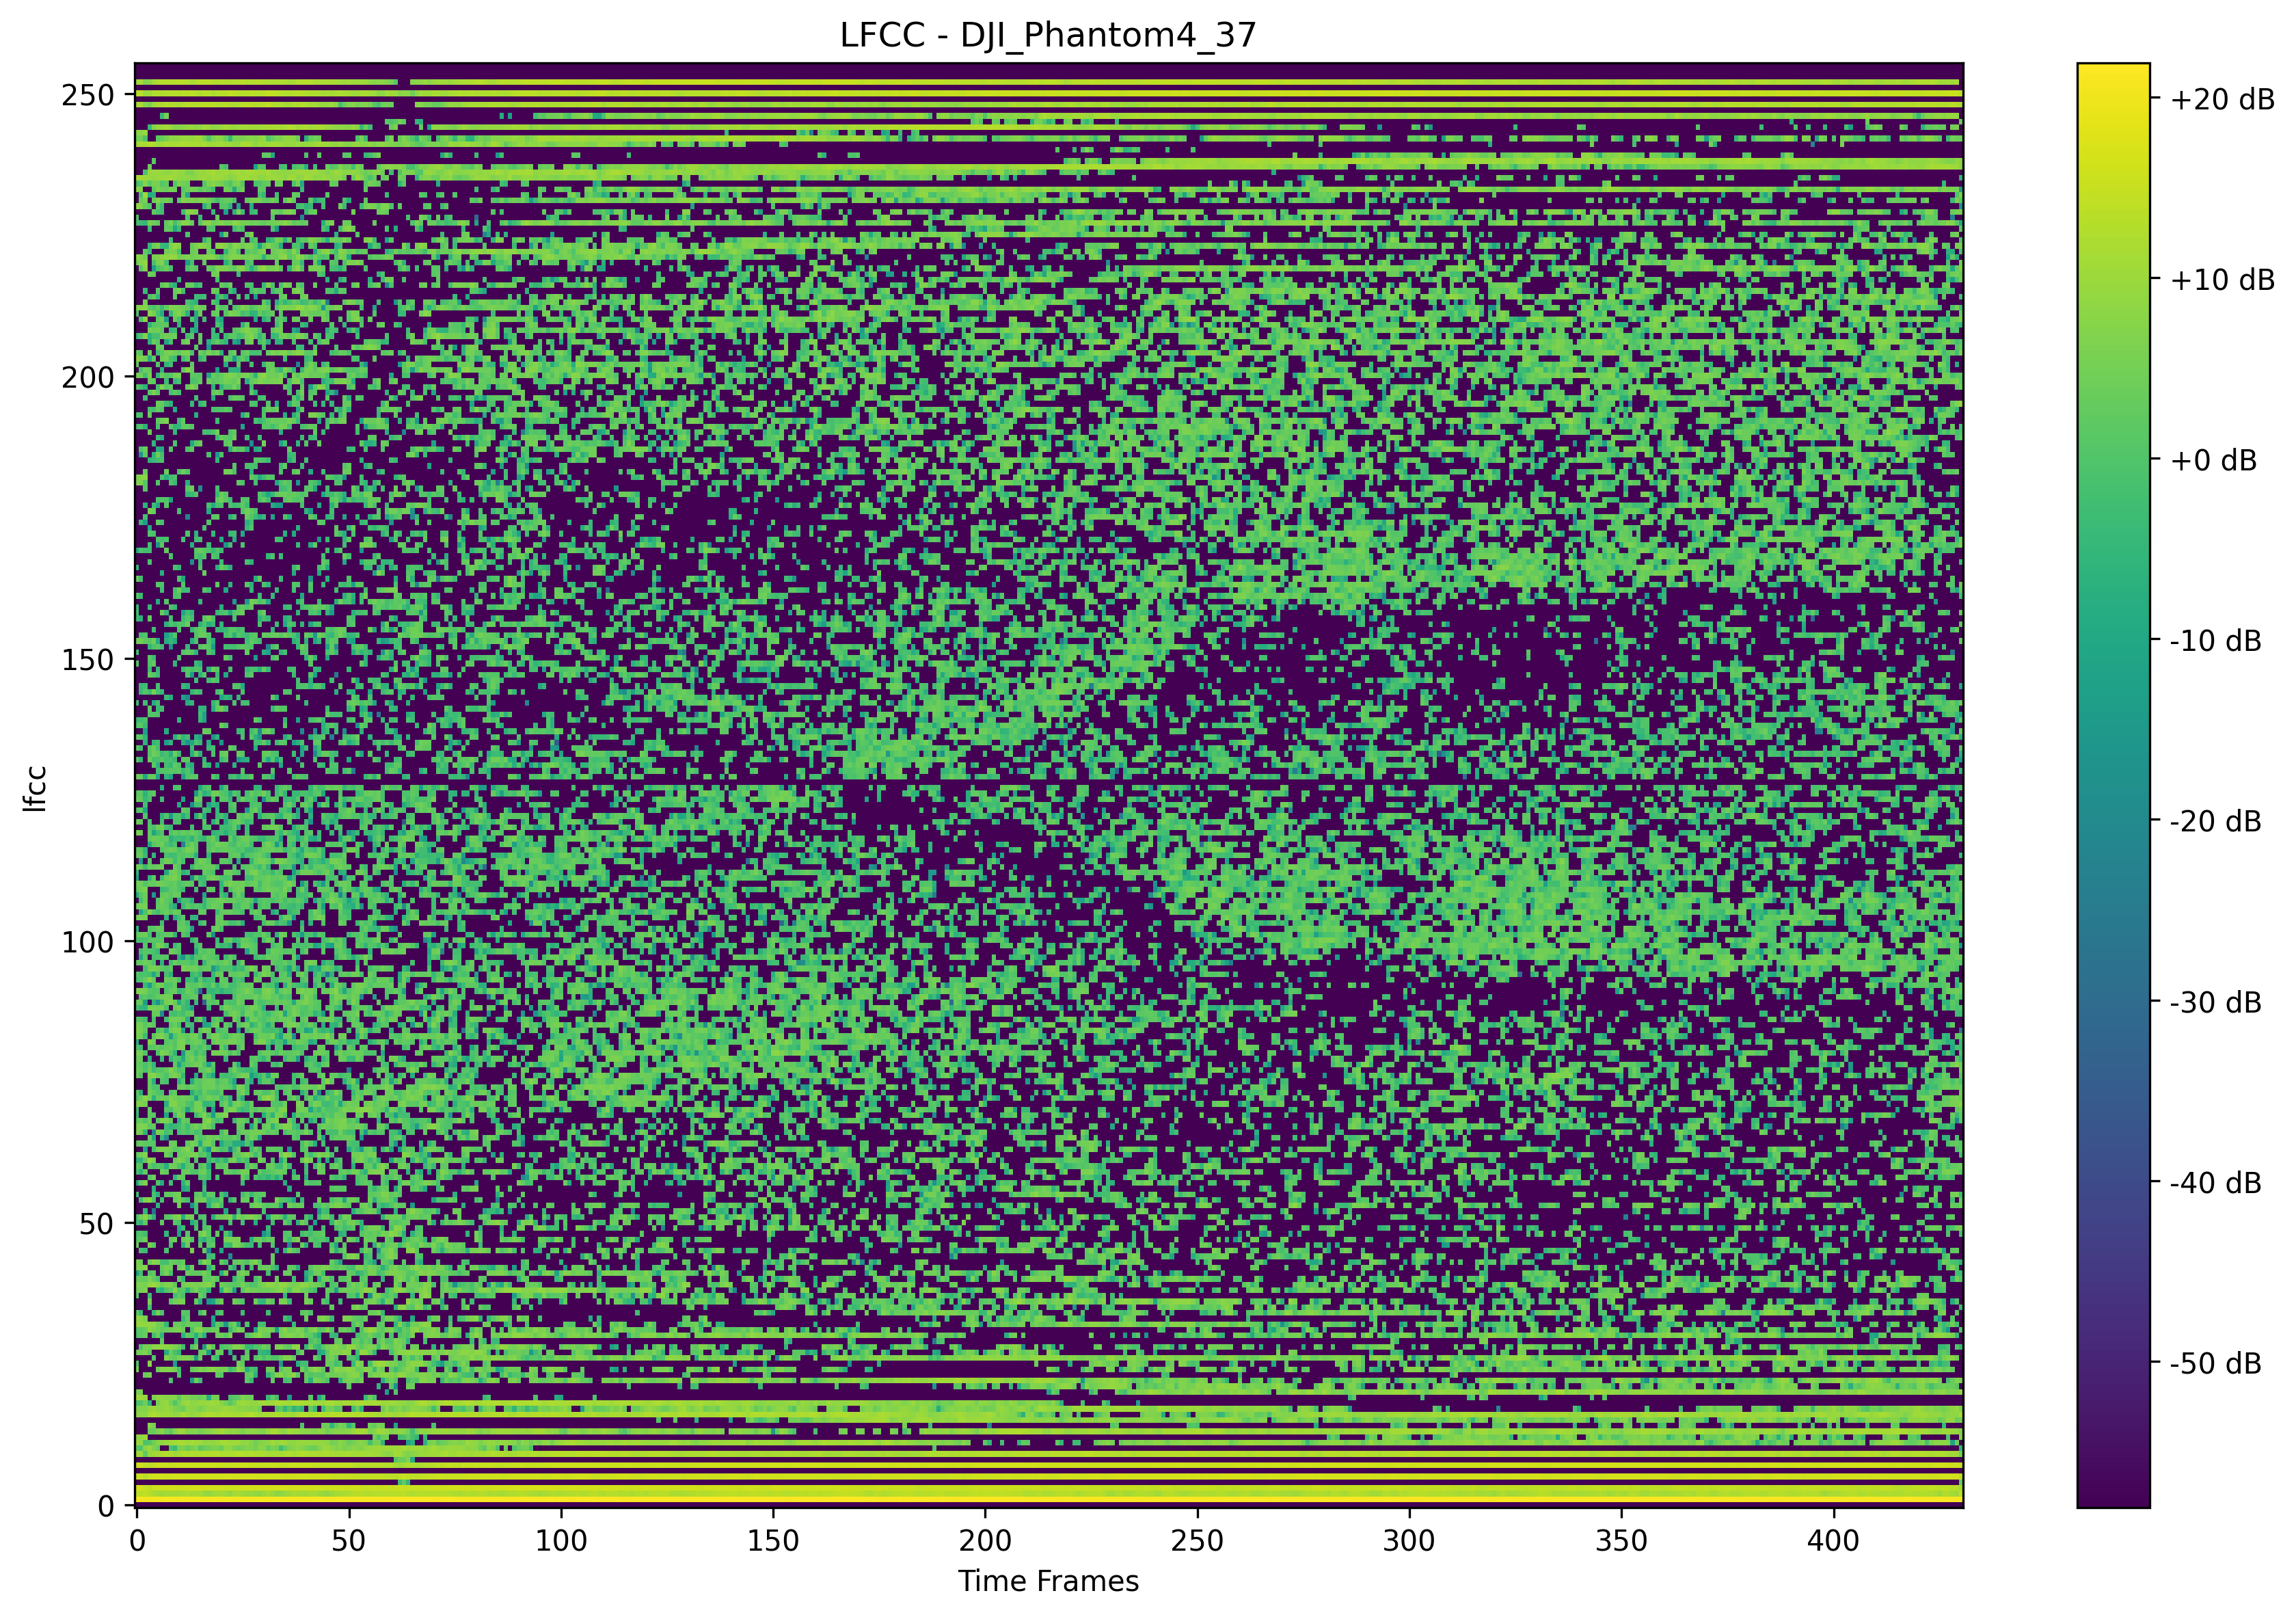 LFCC - DJI_Phantom4_37
250
200
150
100
50
0
lfcc
0 50 100 150 200 250 300 350 400
Time Frames
+20 dB
+10 dB
+0 dB
-10 dB
-20 dB
-30 dB
-40 dB
-50 dB